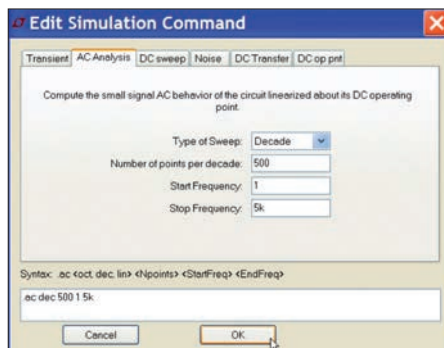 Edit Simulation Command
Transient AC Analysis DC sweep Noise DC Transfer DC op pnt
Compute the small signal AC behavior of the circuit linearized about its DC operating
point.
Type of Sweep: Decade
Number of points per decade: 500
Start Frequency: 1
Stop Frequency: 5k
Syntax: .ac <oct, dec, lin> <Npoints> <StartFreq> <EndFreq>
.ac dec 500 1 5k
Cancel OK